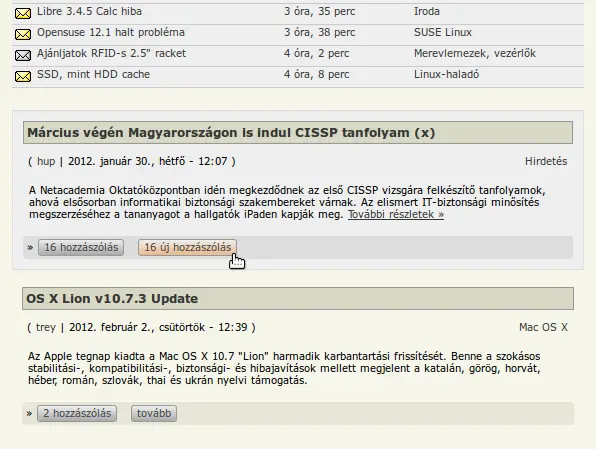 Libre 3.4.5 Calc hiba 3 óra, 35 perc Iroda
Opensuse 12.1 halt probléma 3 óra, 38 perc SUSE Linux
Ajánljatok RFID-s 2.5" racket 4 óra, 2 perc Merevlemezek, vezérlők
SSD, mint HDD cache 4 óra, 8 perc Linux-haladó
Március végén Magyarországon is indul CISSP tanfolyam (x)
( hup | 2012. január 30., hétfő - 12:07 ) Hirdetés
A Netacademia Oktatóközpontban idén megkezdődnek az első CISSP vizsgára felkészítő tanfolyamok,
ahová elsősorban informatikai biztonsági szakembereket várnak. Az elismert IT-biztonsági minősítés
megszerzéséhez a tananyagot a hallgatók iPaden kapják meg. További részletek »
» 16 hozzászólás 16 új hozzászólás
OS X Lion v10.7.3 Update
( trey | 2012. február 2., csütörtök - 12:39 ) Mac OS X
Az Apple tegnap kiadta a Mac OS X 10.7 "Lion" harmadik karbantartási frissítését. Benne a szokásos
stabilitási-, kompatibilitási-, biztonsági- és hibajavítások mellett megjelent a katalán, görög, horvát,
héber, román, szlovák, thai és ukrán nyelvi támogatás.
» 2 hozzászólás tovább